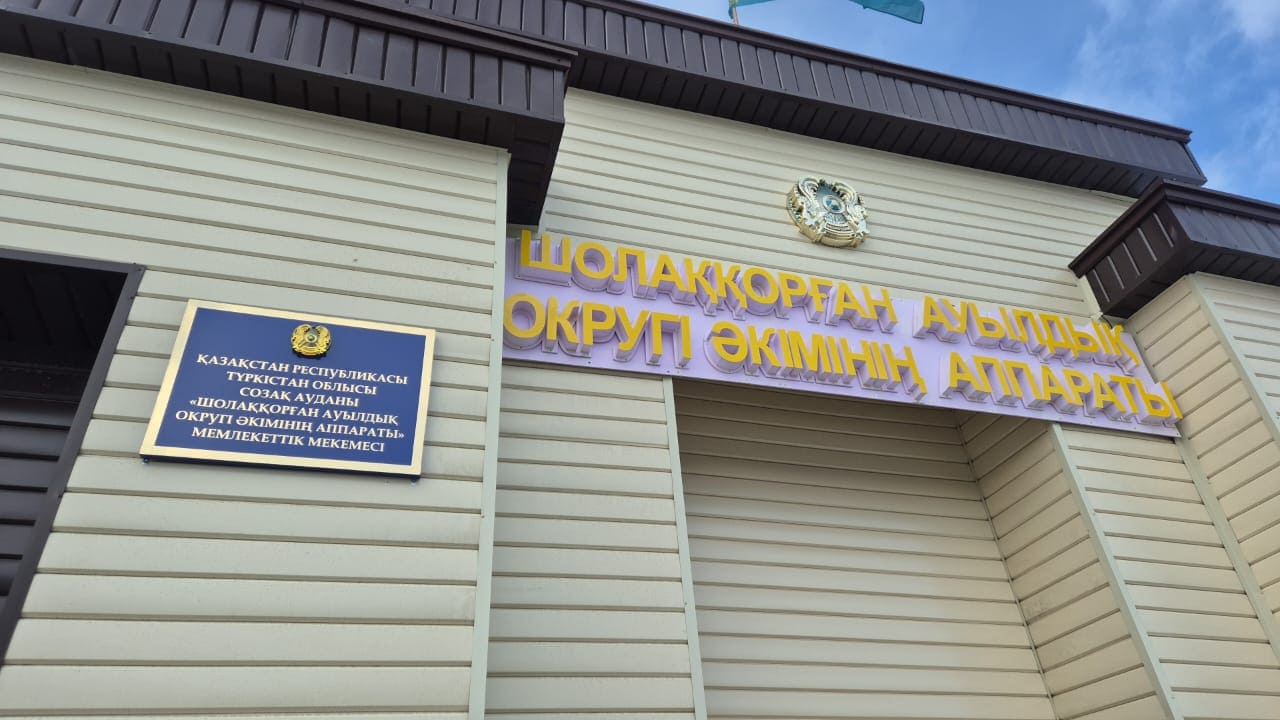 ҚАЗАҚСТАН РЕСПУБЛИКАСЫ
ТҮРКІСТАН ОБЛЫСЫ
СОЗАҚ АУДАНЫ
«ШОЛАҚҚОРҒАН АУЫЛДЫҚ
ОКРУГІ ӘКІМІНІҢ АППАРАТЫ»
МЕМЛЕКЕТТІК МЕКЕМЕСІ
ШОЛАҚҚОРҒАН АУЫЛДЫҚ
ОКРУГІ ӘКІМІНІҢ АППАРАТЫ